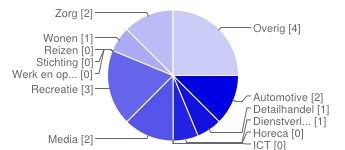 Zorg [2]
Overig [4]
Wonen [1]
Reizen [0]
Stichting [0]
Werk en op... [0]
Recreatie [3]
Media [2]
Automotive [2]
Detailhandel [1]
Dienstverl... [1]
Horeca [0]
ICT [0]